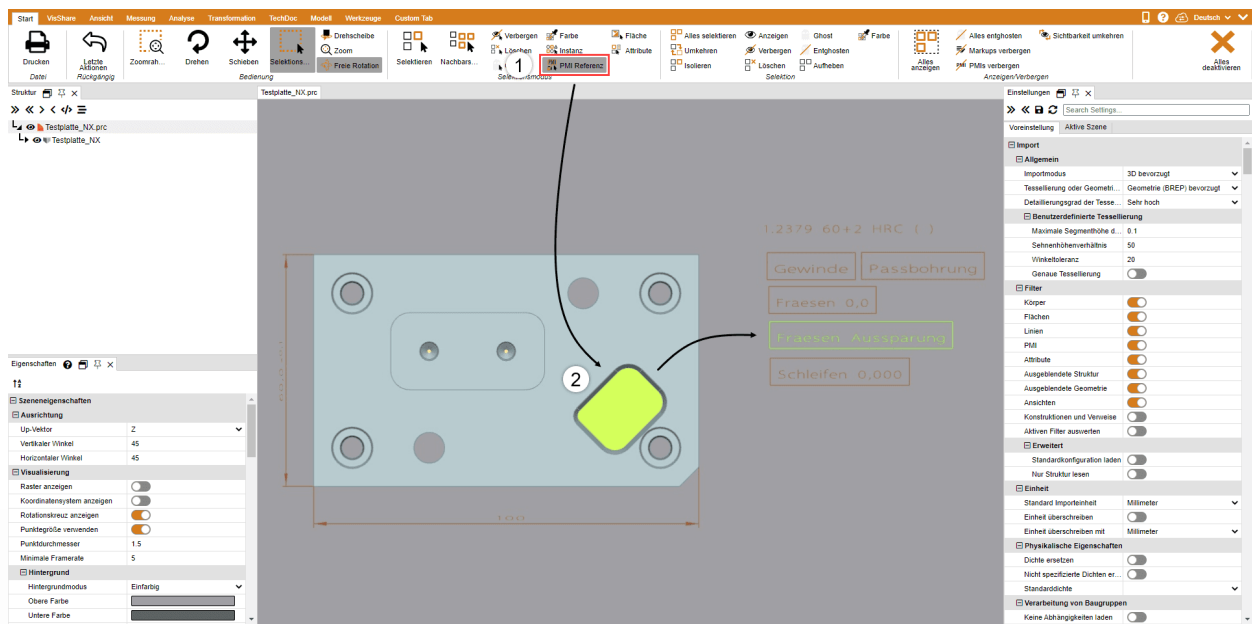 Start VisShare Ansicht Messung Analyse Transformation TechDoc Modell Werkzeuge Custom Tab Deutsch
Drucken
Datei
Letzte Aktionen
Rückgängig
Zoomrah... Drehen Schieben Selektions...
Drehscheibe
Zoom
Freie Rotation
Bedienung
Selektieren Nachbars...
Verbergen Farbe Fläche
Löschen Instanz Attribute
1 PMI Referenz
Selektionsmodus
Alles selektieren Anzeigen Ghost Farbe
Umkehren Verbergen Entghosten
Isolieren Löschen Aufheben
Selektion
Alles anzeigen
Alles entghosten Sichtbarkeit umkehren
Markups verbergen
PMI PMIs verbergen
Anzeigen/Verbergen
Alles deaktivieren
Struktur
Testplatte_NX.prc
Testplatte_NX
Testplatte_NX.prc
1.2379 60+2 HRC ( )
Gewinde Passbohrung
Fraesen 0,0
Fraesen Aussparung
Schleifen 0,000
2
100
Eigenschaften
Szeneneigenschaften
Ausrichtung
Up-Vektor Z
Vertikaler Winkel 45
Horizontaler Winkel 45
Visualisierung
Raster anzeigen
Koordinatensystem anzeigen
Rotationskreuz anzeigen
Punktegröße verwenden
Punktdurchmesser 1.5
Minimale Framerate 5
Hintergrund
Hintergrundmodus Einfarbig
Obere Farbe
Untere Farbe
Einstellungen
Search Settings...
Voreinstellung Aktive Szene
Import
Allgemein
Importmodus 3D bevorzugt
Tessellierung oder Geometri... Geometrie (BREP) bevorzugt
Detaillierungsgrad der Tesse... Sehr hoch
Benutzerdefinierte Tessellierung
Maximale Segmenthöhe d... 0.1
Sehnenhöhenverhältnis 50
Winkeltoleranz 20
Genaue Tessellierung
Filter
Körper
Flächen
Linien
PMI
Attribute
Ausgeblendete Struktur
Ausgeblendete Geometrie
Ansichten
Konstruktionen und Verweise
Aktiven Filter auswerten
Erweitert
Standardkonfiguration laden
Nur Struktur lesen
Einheit
Standard Importeinheit Millimeter
Einheit überschreiben
Einheit überschreiben mit Millimeter
Physikalische Eigenschaften
Dichte ersetzen
Nicht spezifizierte Dichten er...
Standarddichte
Verarbeitung von Baugruppen
Keine Abhängigkeiten laden